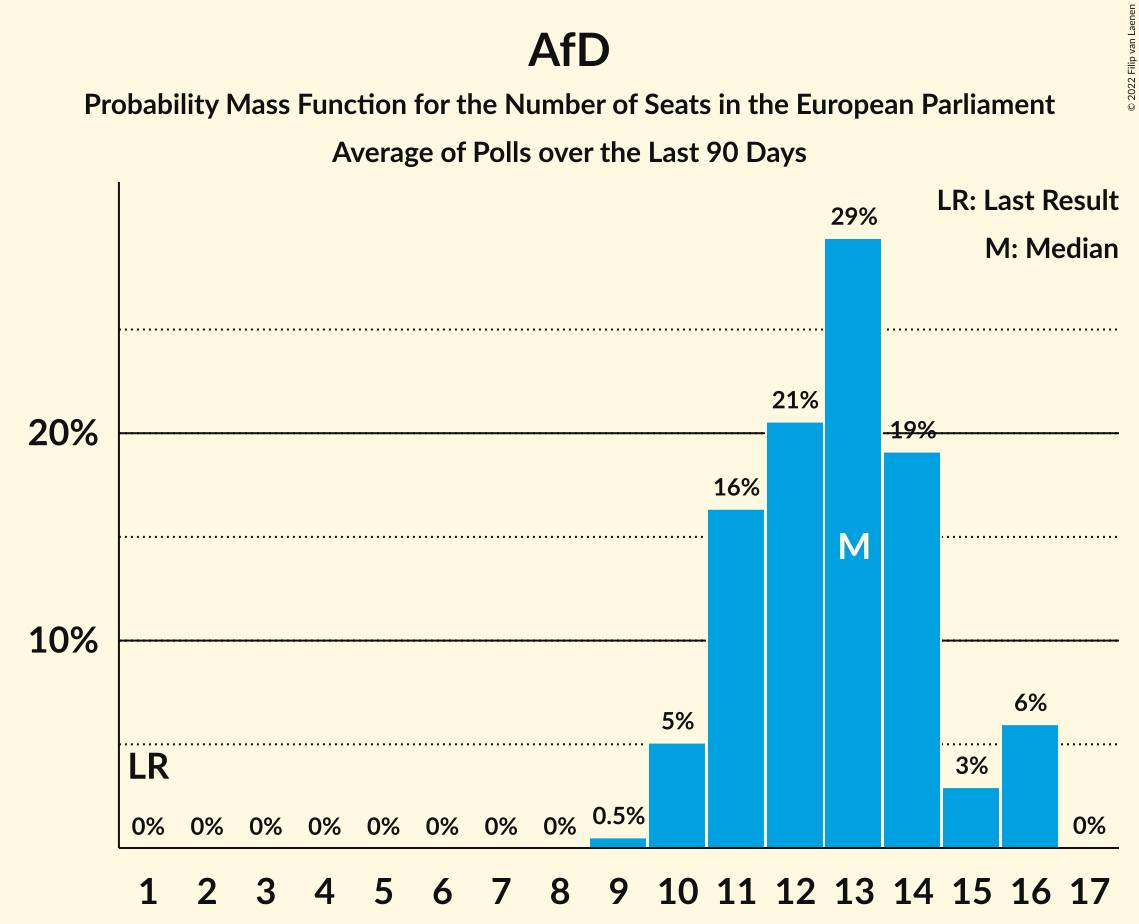 AfD
Probability Mass Function for the Number of Seats in the European Parliament
Average of Polls over the Last 90 Days
© 2022 Filip van Laenen
LR: Last Result
M: Median
29%
21%
20%
19%
16%
M
10%
6%
5%
3%
LR
0.5%
0% 0% 0% 0% 0% 0% 0% 0% 0%
1 2 3 4 5 6 7 8 9 10 11 12 13 14 15 16 17